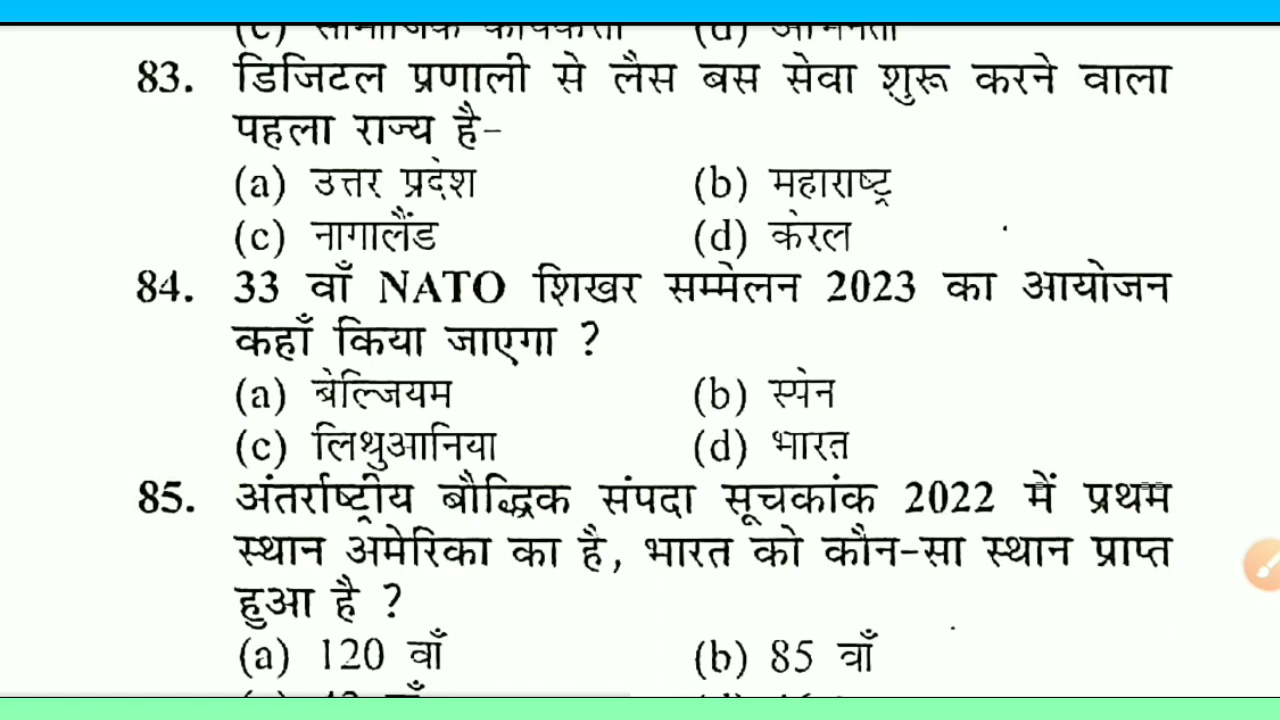 83. डिजिटल प्रणाली से लैस बस सेवा शुरू करने वाला
पहला राज्य है-
(a) उत्तर प्रदेश (b) महाराष्ट्र
(c) नागालैंड (d) केरल
84. 33 वाँ NATO शिखर सम्मेलन 2023 का आयोजन
कहाँ किया जाएगा ?
(a) बेल्जियम (b) स्पेन
(c) लिथुआनिया (d) भारत
85. अंतर्राष्ट्रीय बौद्धिक संपदा सूचकांक 2022 में प्रथम
स्थान अमेरिका का है, भारत को कौन-सा स्थान प्राप्त
हुआ है ?
(a) 120 वाँ (b) 85 वाँ